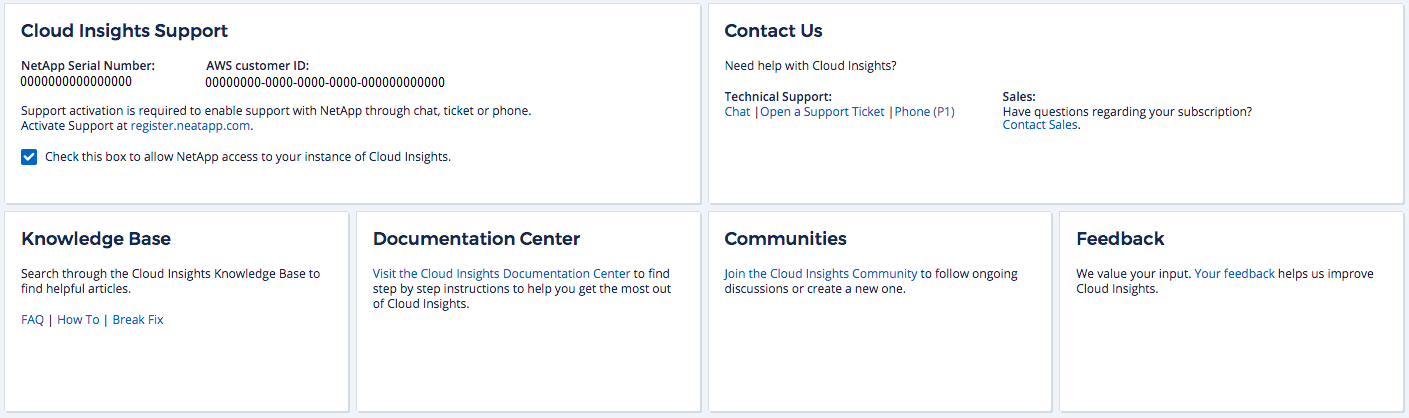 Cloud Insights Support
NetApp Serial Number:
0000000000000000
AWS customer ID:
00000000-0000-0000-0000-000000000000
Support activation is required to enable support with NetApp through chat, ticket or phone.
Activate Support at register.neatapp.com.
Check this box to allow NetApp access to your instance of Cloud Insights.
Contact Us
Need help with Cloud Insights?
Technical Support:
Chat |Open a Support Ticket |Phone (P1)
Sales:
Have questions regarding your subscription?
Contact Sales.
Knowledge Base
Search through the Cloud Insights Knowledge Base to
find helpful articles.
FAQ | How To | Break Fix
Documentation Center
Visit the Cloud Insights Documentation Center to find
step by step instructions to help you get the most out
of Cloud Insights.
Communities
Join the Cloud Insights Community to follow ongoing
discussions or create a new one.
Feedback
We value your input. Your feedback helps us improve
Cloud Insights.